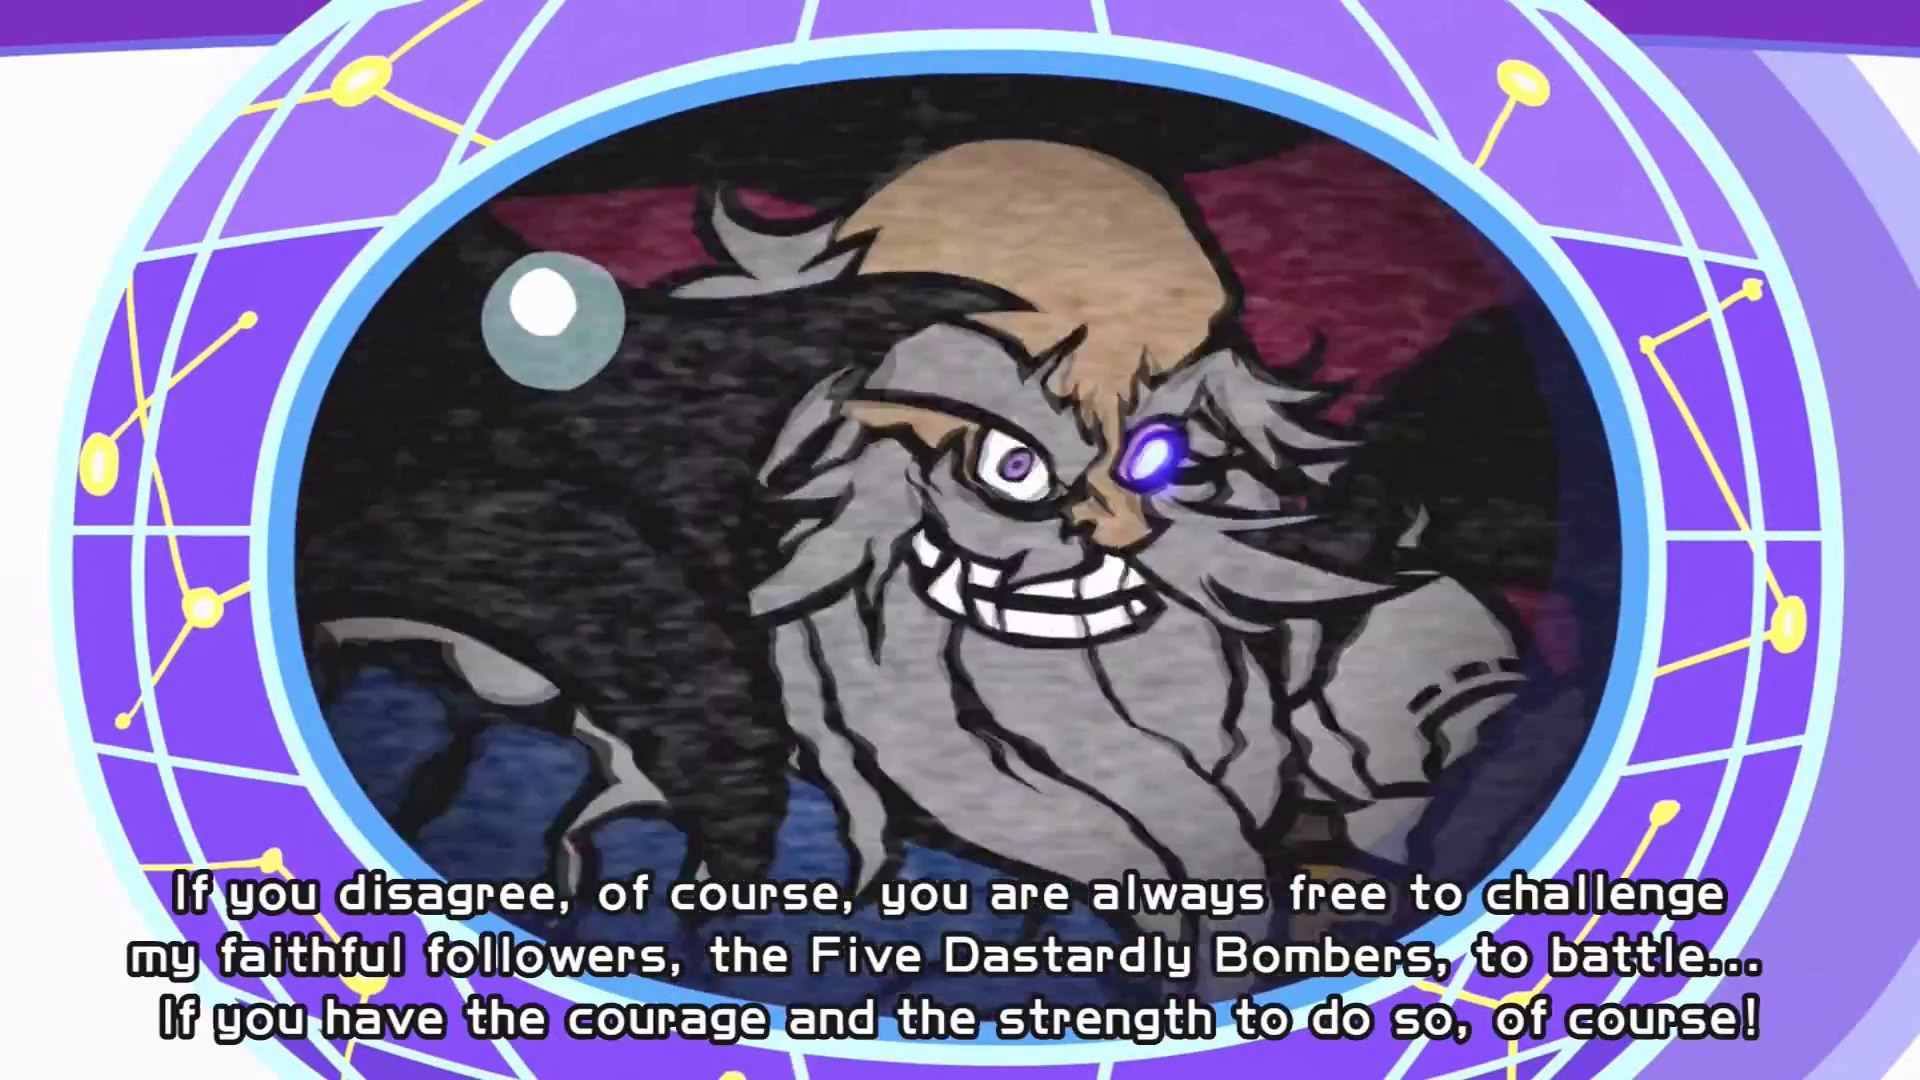 If you disagree, of course, you are always free to challenge
my faithful followers, the Five Dastardly Bombers, to battle...
If you have the courage and the strength to do so, of course!